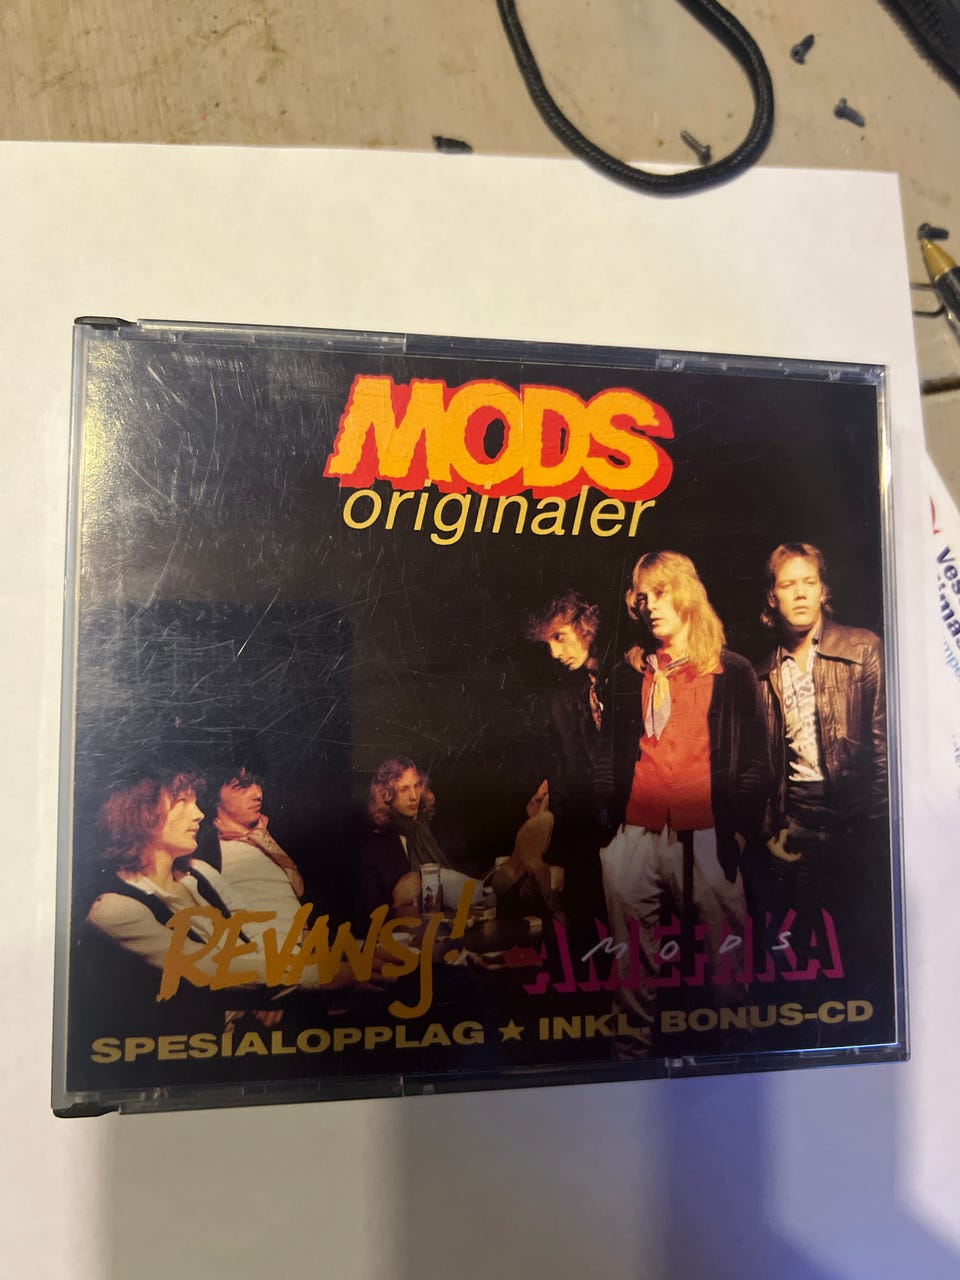 MODS
originaler
REVANSJ!
AMERIKA
MODS
SPESIALOPPLAG ★ INKL. BONUS-CD